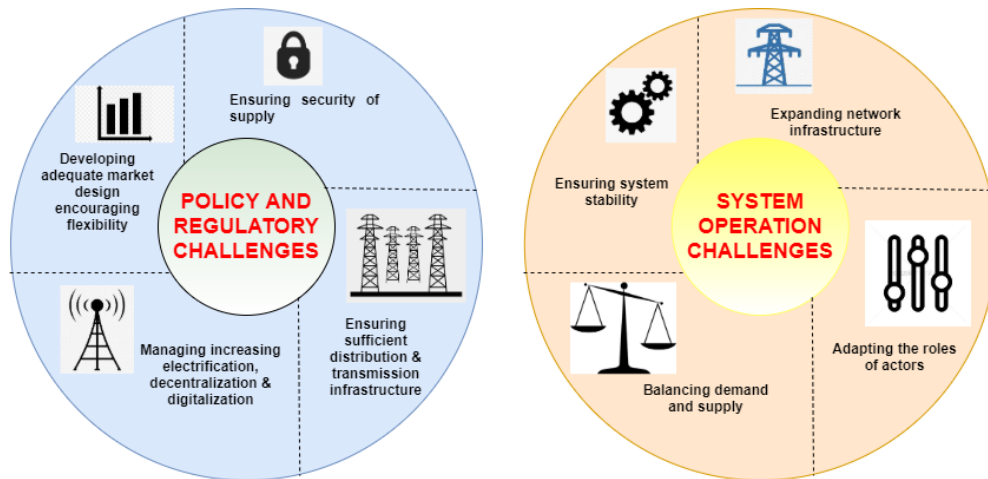 Ensuring security of
supply
Developing
adequate market
design
encouraging
flexibility
POLICY AND
REGULATORY
CHALLENGES
Ensuring
sufficient
distribution &
transmission
infrastructure
Managing increasing
electrification,
decentralization &
digitalization
Expanding network
infrastructure
Ensuring system
stability
SYSTEM
OPERATION
CHALLENGES
Adapting the roles
of actors
Balancing demand
and supply